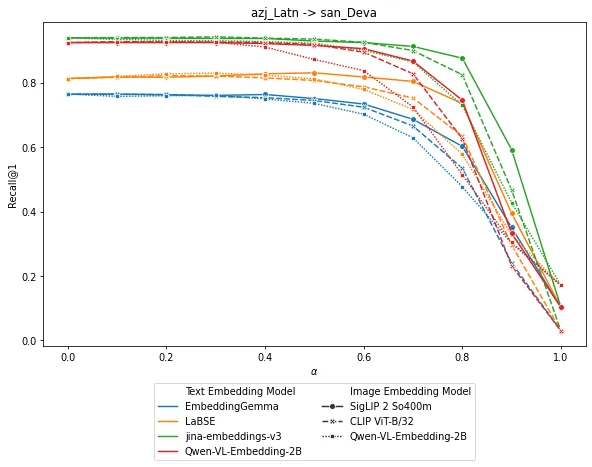 azj_Latn -> san_Deva
Recall@1
0.8
0.6
0.4
0.2
0.0
0.0 0.2 0.4 0.6 0.8 1.0
α
Text Embedding Model Image Embedding Model
EmbeddingGemma SigLIP 2 So400m
LaBSE CLIP ViT-B/32
jina-embeddings-v3 Qwen-VL-Embedding-2B
Qwen-VL-Embedding-2B